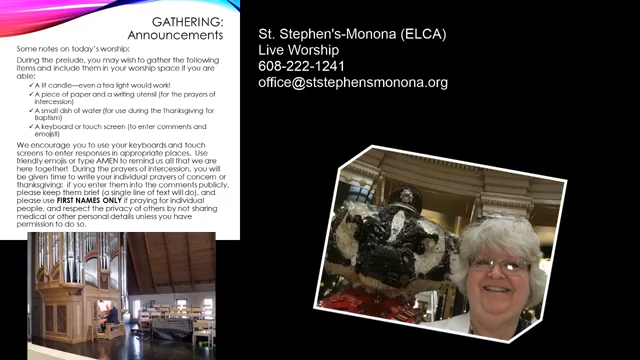 GATHERING:
Announcements
Some notes on today's worship:
During the prelude, you may wish to gather the following
items and include them in your worship space if you are
able:
✓ A lit candle—even a tea light would work!
✓ A piece of paper and a writing utensil (for the prayers of
intercession)
✓ A small dish of water (for use during the Thanksgiving for
Baptism)
✓ A keyboard or touch screen (to enter comments and
emojis!)
We encourage you to use your keyboards and touch
screens to enter responses in appropriate places.  Use
friendly emojis or type AMEN to remind us all that we are
here together!  During the prayers of intercession, you will
be given time to write your individual prayers of concern or
thanksgiving; if you enter them into the comments publicly,
please keep them brief (a single line of text will do), and
please use FIRST NAMES ONLY if praying for individual
people, and respect the privacy of others by not sharing
medical or other personal details unless you have
permission to do so.
St. Stephen's-Monona (ELCA)
Live Worship
608-222-1241
office@ststephensmonona.org